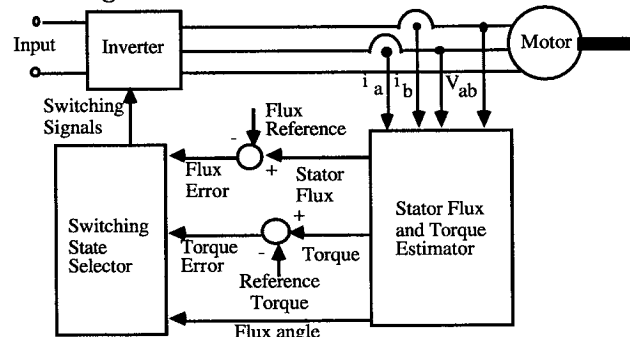 Input
Inverter
Motor
i a
i b
V ab
Switching
Signals
Flux
Reference
-
+
Flux
Error
Stator
Flux
Switching
State
Selector
Stator Flux
and Torque
Estimator
+
-
Torque
Error
Torque
Reference
Torque
Flux angle